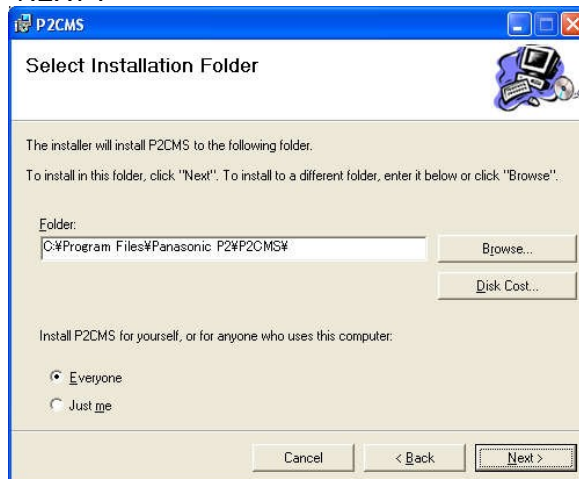 P2CMS
Select Installation Folder
The installer will install P2CMS to the following folder.
To install in this folder, click "Next". To install to a different folder, enter it below or click "Browse".
Folder:
C:¥Program Files¥Panasonic P2¥P2CMS¥
Browse...
Disk Cost...
Install P2CMS for yourself, or for anyone who uses this computer:
Everyone
Just me
Cancel
< Back
Next >